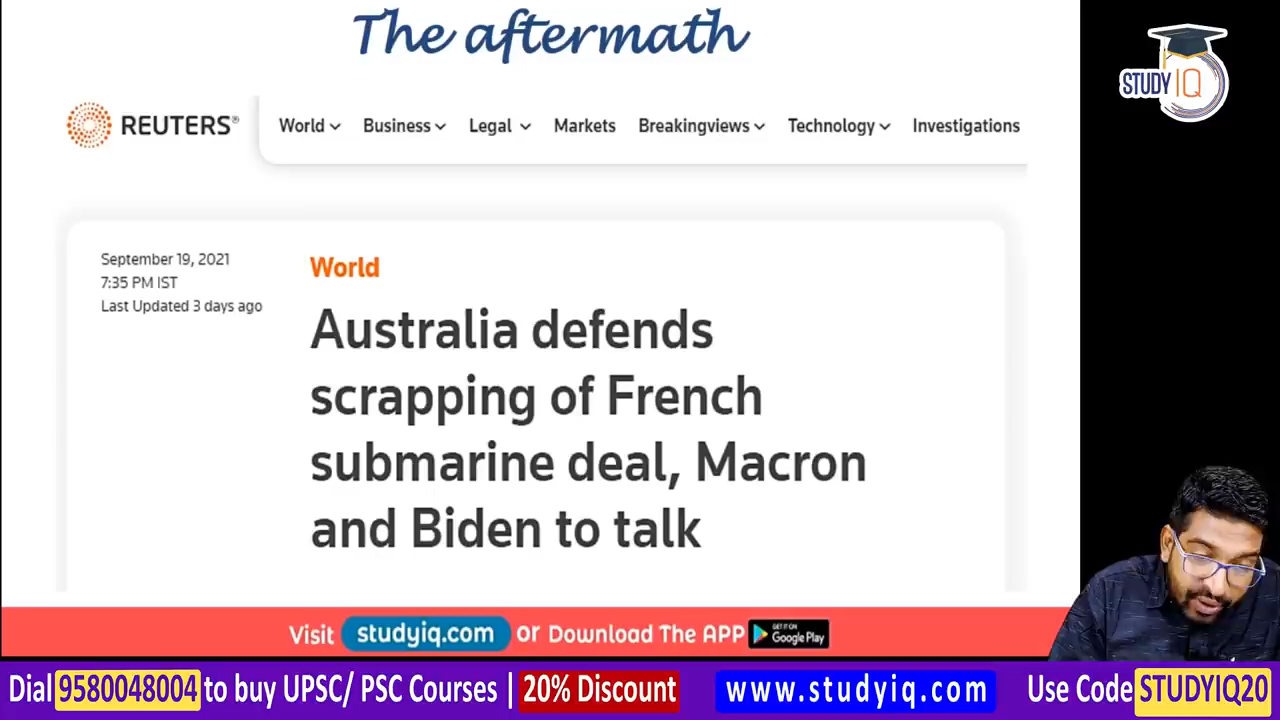 The aftermath
STUDY IQ
REUTERS®
World Business Legal Markets Breakingviews Technology Investigations
September 19, 2021
7:35 PM IST
Last Updated 3 days ago
World
Australia defends
scrapping of French
submarine deal, Macron
and Biden to talk
Visit studyiq.com or Download The APP GET IT ON Google Play
Dial 9580048004 to buy UPSC/ PSC Courses | 20% Discount www.studyiq.com Use Code STUDYIQ20